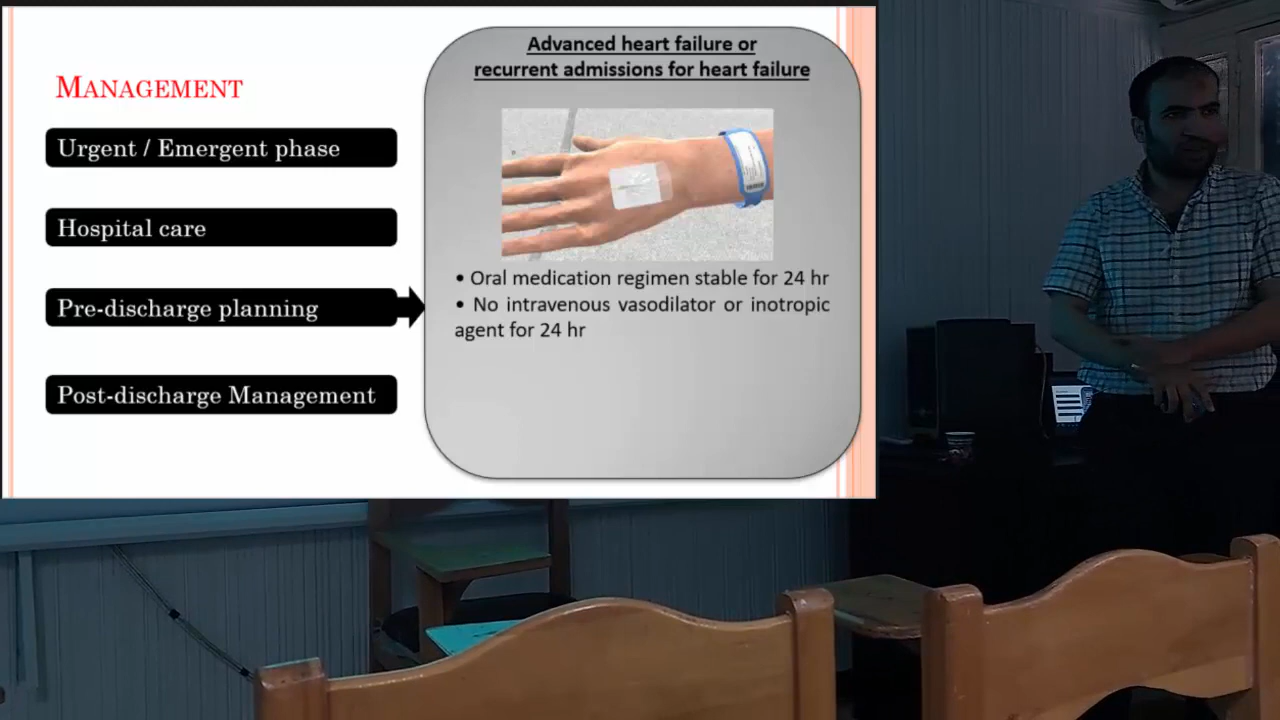 MANAGEMENT
Urgent / Emergent phase
Hospital care
Pre-discharge planning
Post-discharge Management
Advanced heart failure or
recurrent admissions for heart failure
• Oral medication regimen stable for 24 hr
• No intravenous vasodilator or inotropic
agent for 24 hr